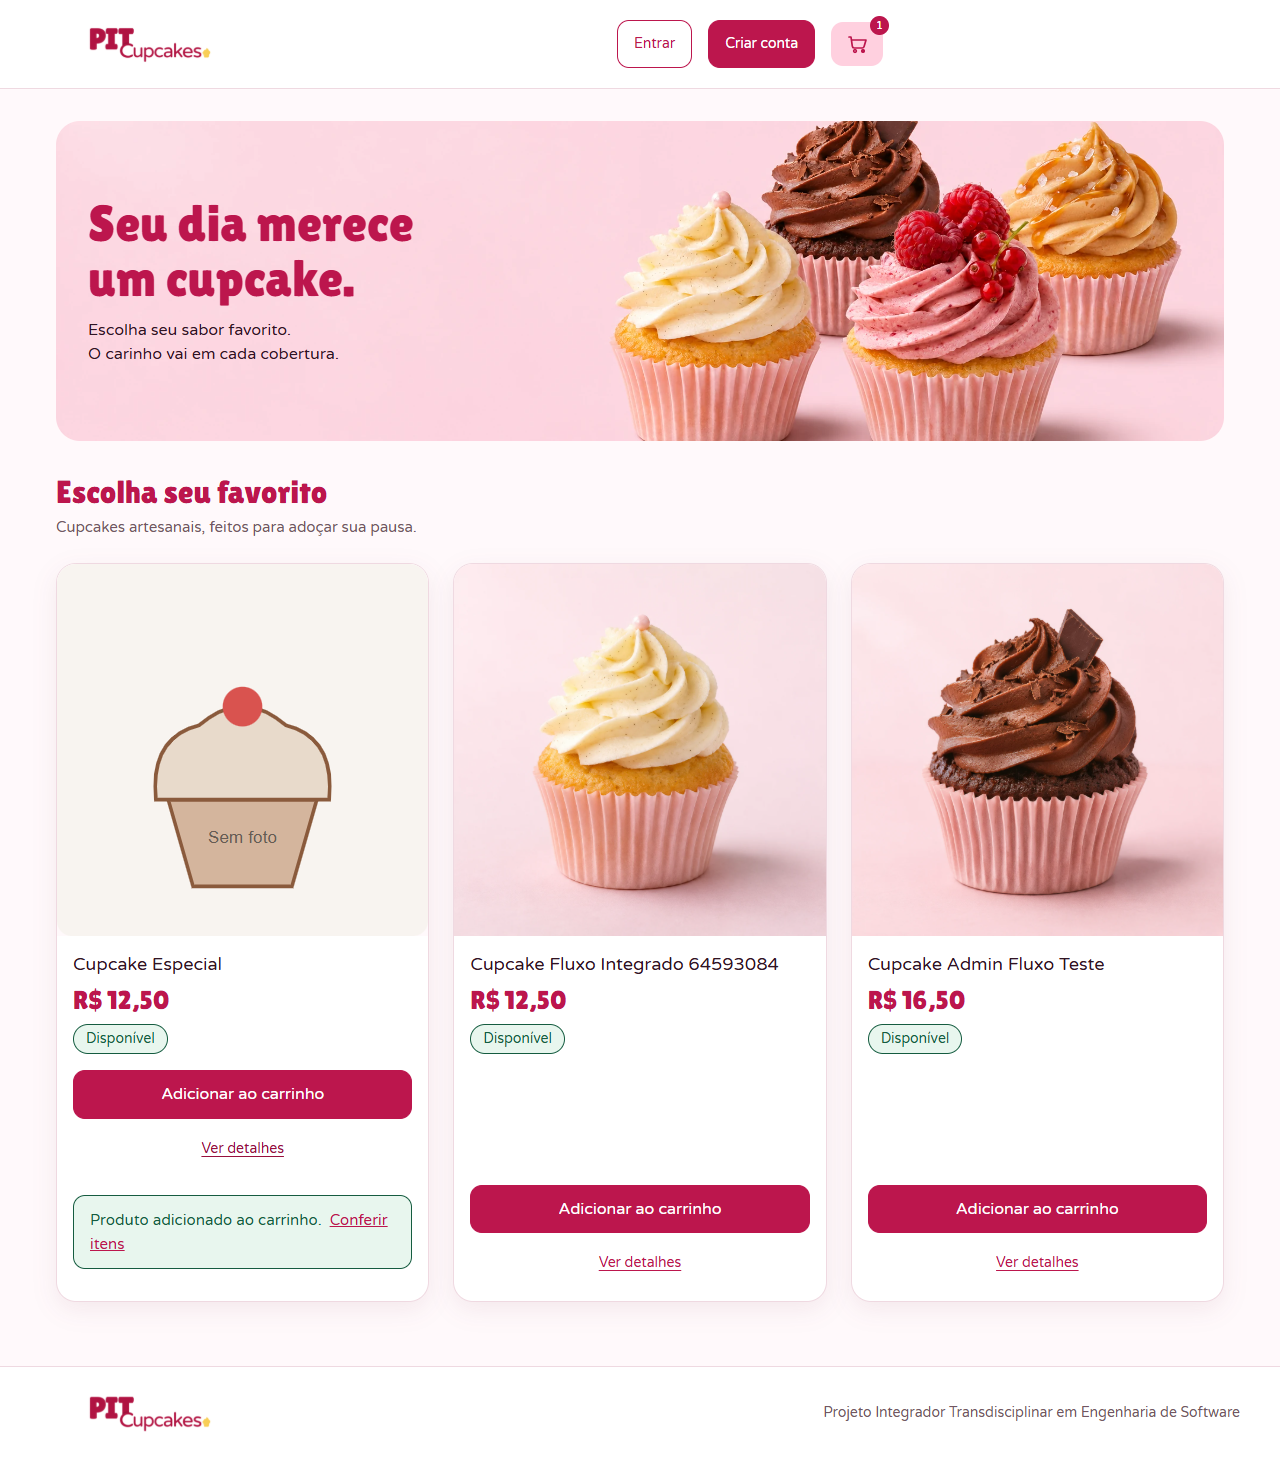 PIT
Cupcakes
Entrar
Criar conta
1
Seu dia merece
um cupcake.
Escolha seu sabor favorito.
O carinho vai em cada cobertura.
Escolha seu favorito
Cupcakes artesanais, feitos para adoçar sua pausa.
Sem foto
Cupcake Especial
R$ 12,50
Disponível
Adicionar ao carrinho
Ver detalhes
Produto adicionado ao carrinho. Conferir
itens
Cupcake Fluxo Integrado 64593084
R$ 12,50
Disponível
Adicionar ao carrinho
Ver detalhes
Cupcake Admin Fluxo Teste
R$ 16,50
Disponível
Adicionar ao carrinho
Ver detalhes
PIT
Cupcakes
Projeto Integrador Transdisciplinar em Engenharia de Software